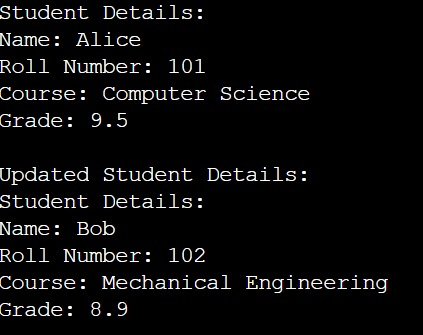 Student Details:
Name: Alice
Roll Number: 101
Course: Computer Science
Grade: 9.5
Updated Student Details:
Student Details:
Name: Bob
Roll Number: 102
Course: Mechanical Engineering
Grade: 8.9